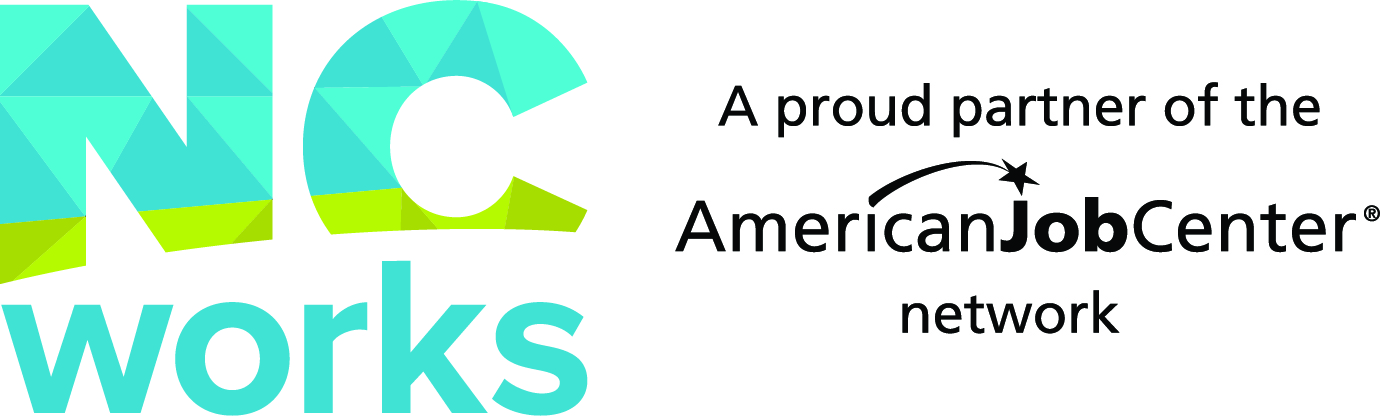 NC
works
A proud partner of the
AmericanJobCenter®
network